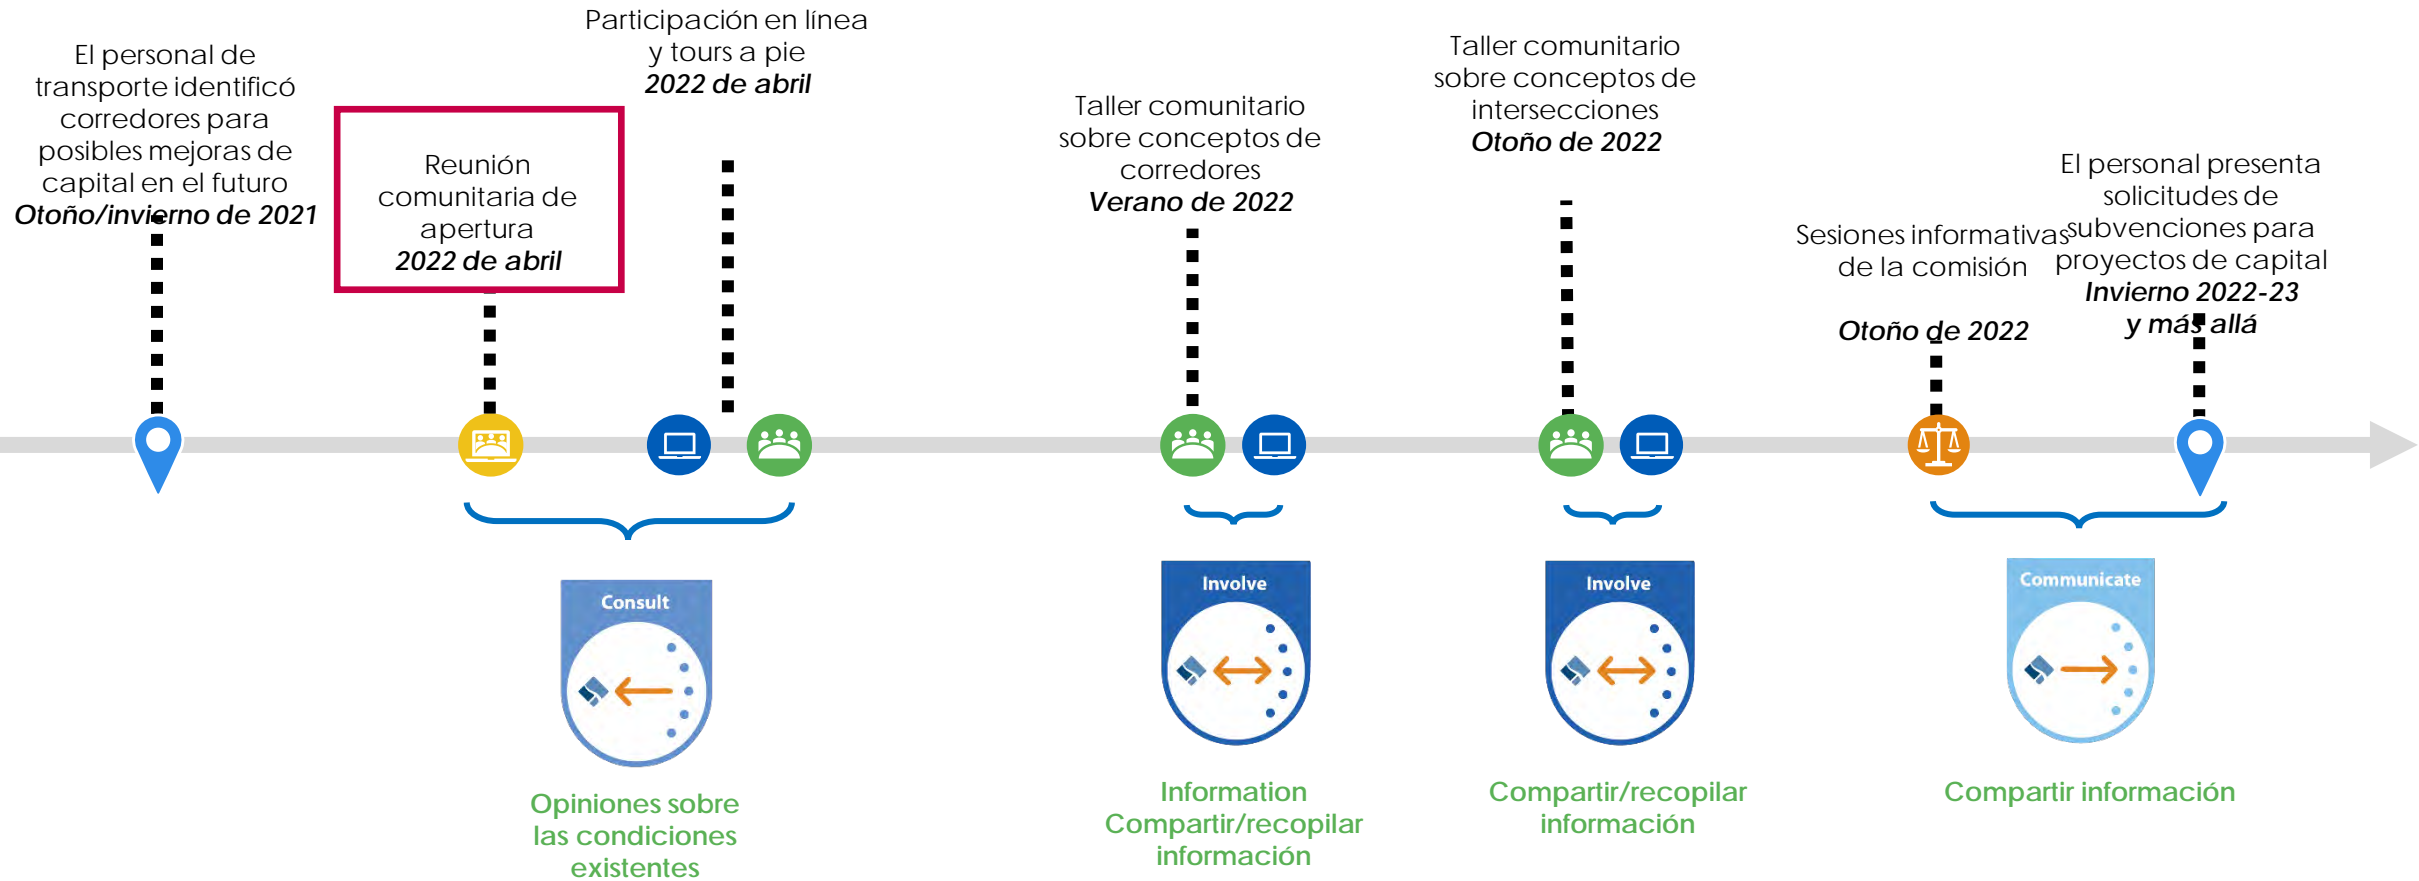 El personal de
transporte identificó
corredores para
posibles mejoras de
capital en el futuro
Otoño/invierno de 2021
Reunión
comunitaria de
apertura
2022 de abril
Participación en línea
y tours a pie
2022 de abril
Taller comunitario
sobre conceptos de
corredores
Verano de 2022
Taller comunitario
sobre conceptos de
intersecciones
Otoño de 2022
Sesiones informativas
de la comisión
Otoño de 2022
El personal presenta
solicitudes de
subvenciones para
proyectos de capital
Invierno 2022-23
y más allá
Consult
Opiniones sobre
las condiciones
existentes
Involve
Information
Compartir/recopilar
información
Involve
Compartir/recopilar
información
Communicate
Compartir información